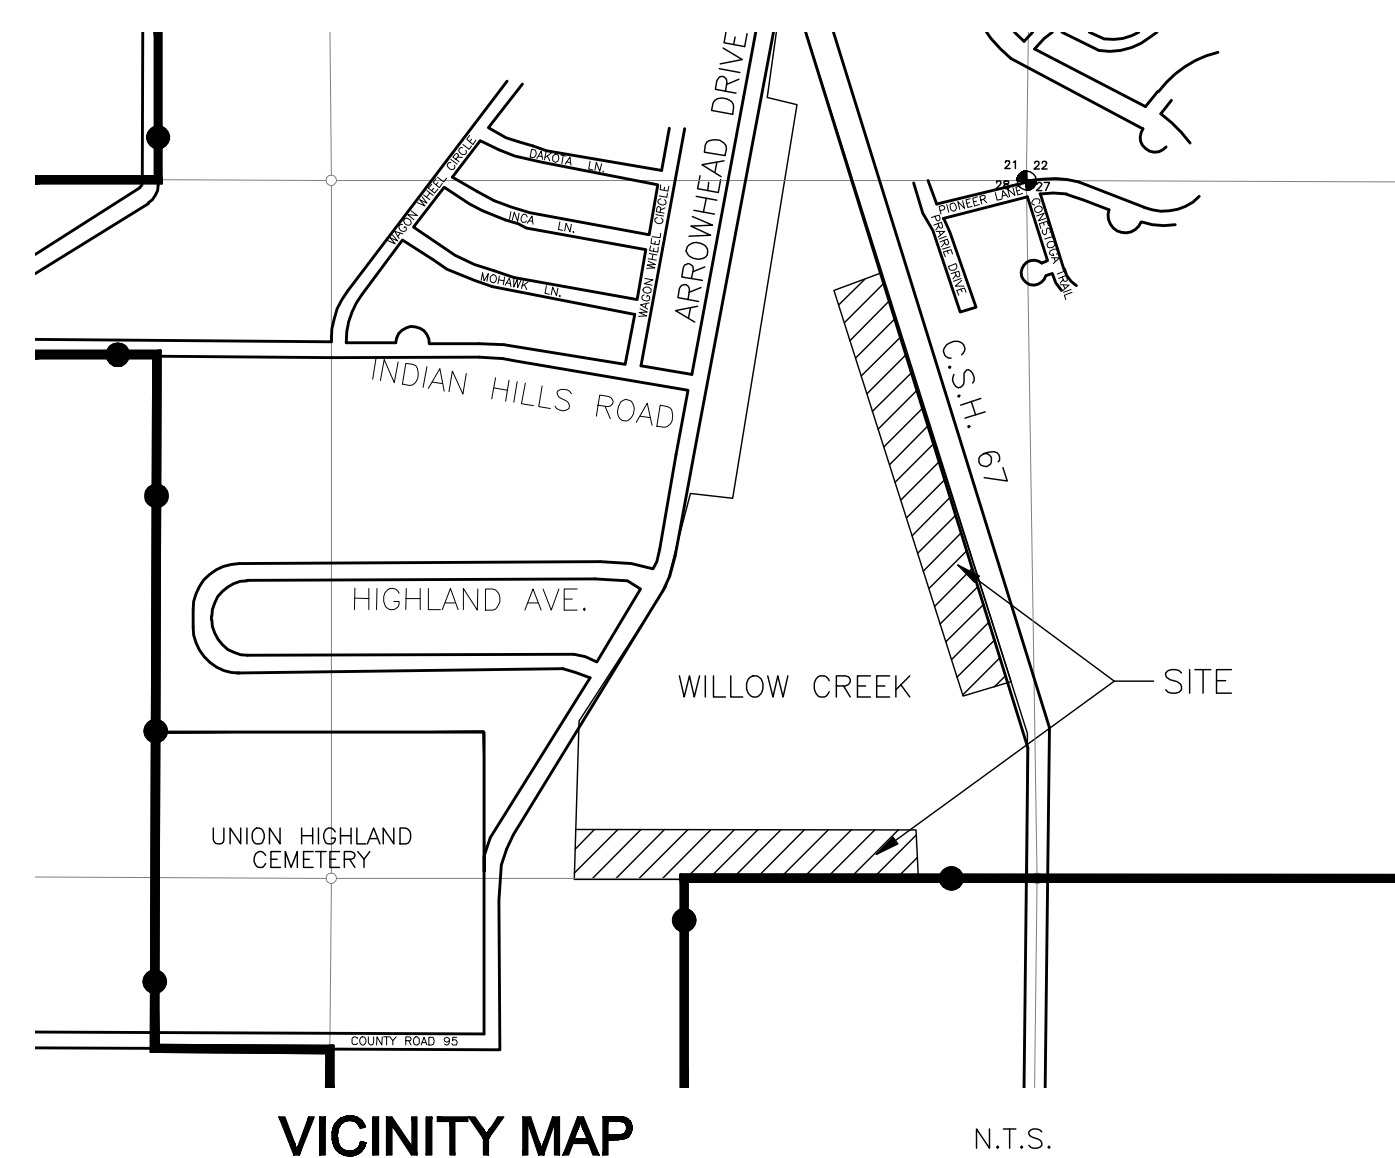 ARROWHEAD DRIVE
WAGON WHEEL CIRCLE
DAKOTA LN.
INCA LN.
MOHAWK LN.
WAGON WHEEL CIRCLE
21 22
28 27
PIONEER LANE
PRAIRIE DRIVE
CONESTOGA TRAIL
INDIAN HILLS ROAD
C.S.H. 67
HIGHLAND AVE.
WILLOW CREEK
SITE
UNION HIGHLAND
CEMETERY
COUNTY ROAD 95
VICINITY MAP
N.T.S.